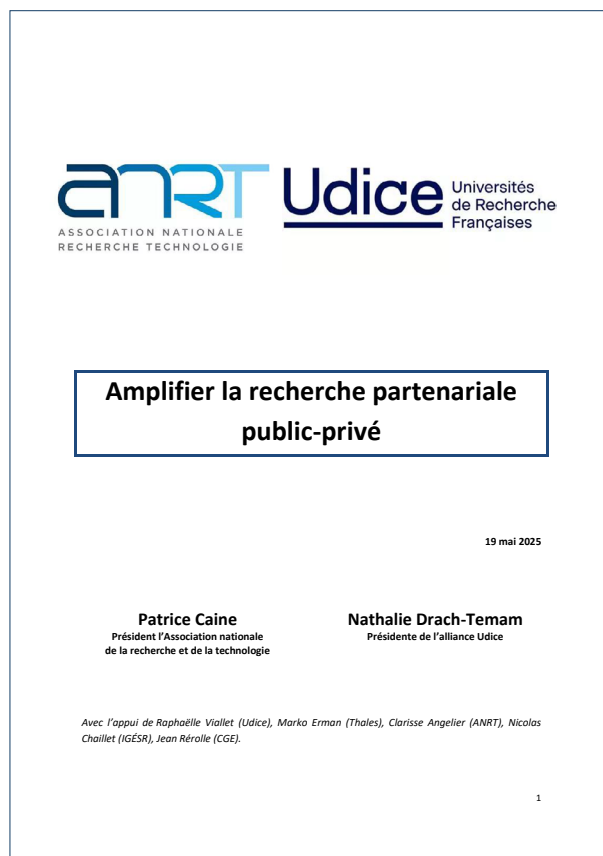 anrt
ASSOCIATION NATIONALE
RECHERCHE TECHNOLOGIE
Udice
Universités
de Recherche
Françaises
Amplifier la recherche partenariale
public-privé
19 mai 2025
Patrice Caine
Président l’Association nationale
de la recherche et de la technologie
Nathalie Drach-Temam
Présidente de l’alliance Udice
Avec l’appui de Raphaëlle Viallet (Udice), Marko Erman (Thales), Clarisse Angelier (ANRT), Nicolas
Chaillet (IGÉSR), Jean Rérolle (CGE).
1